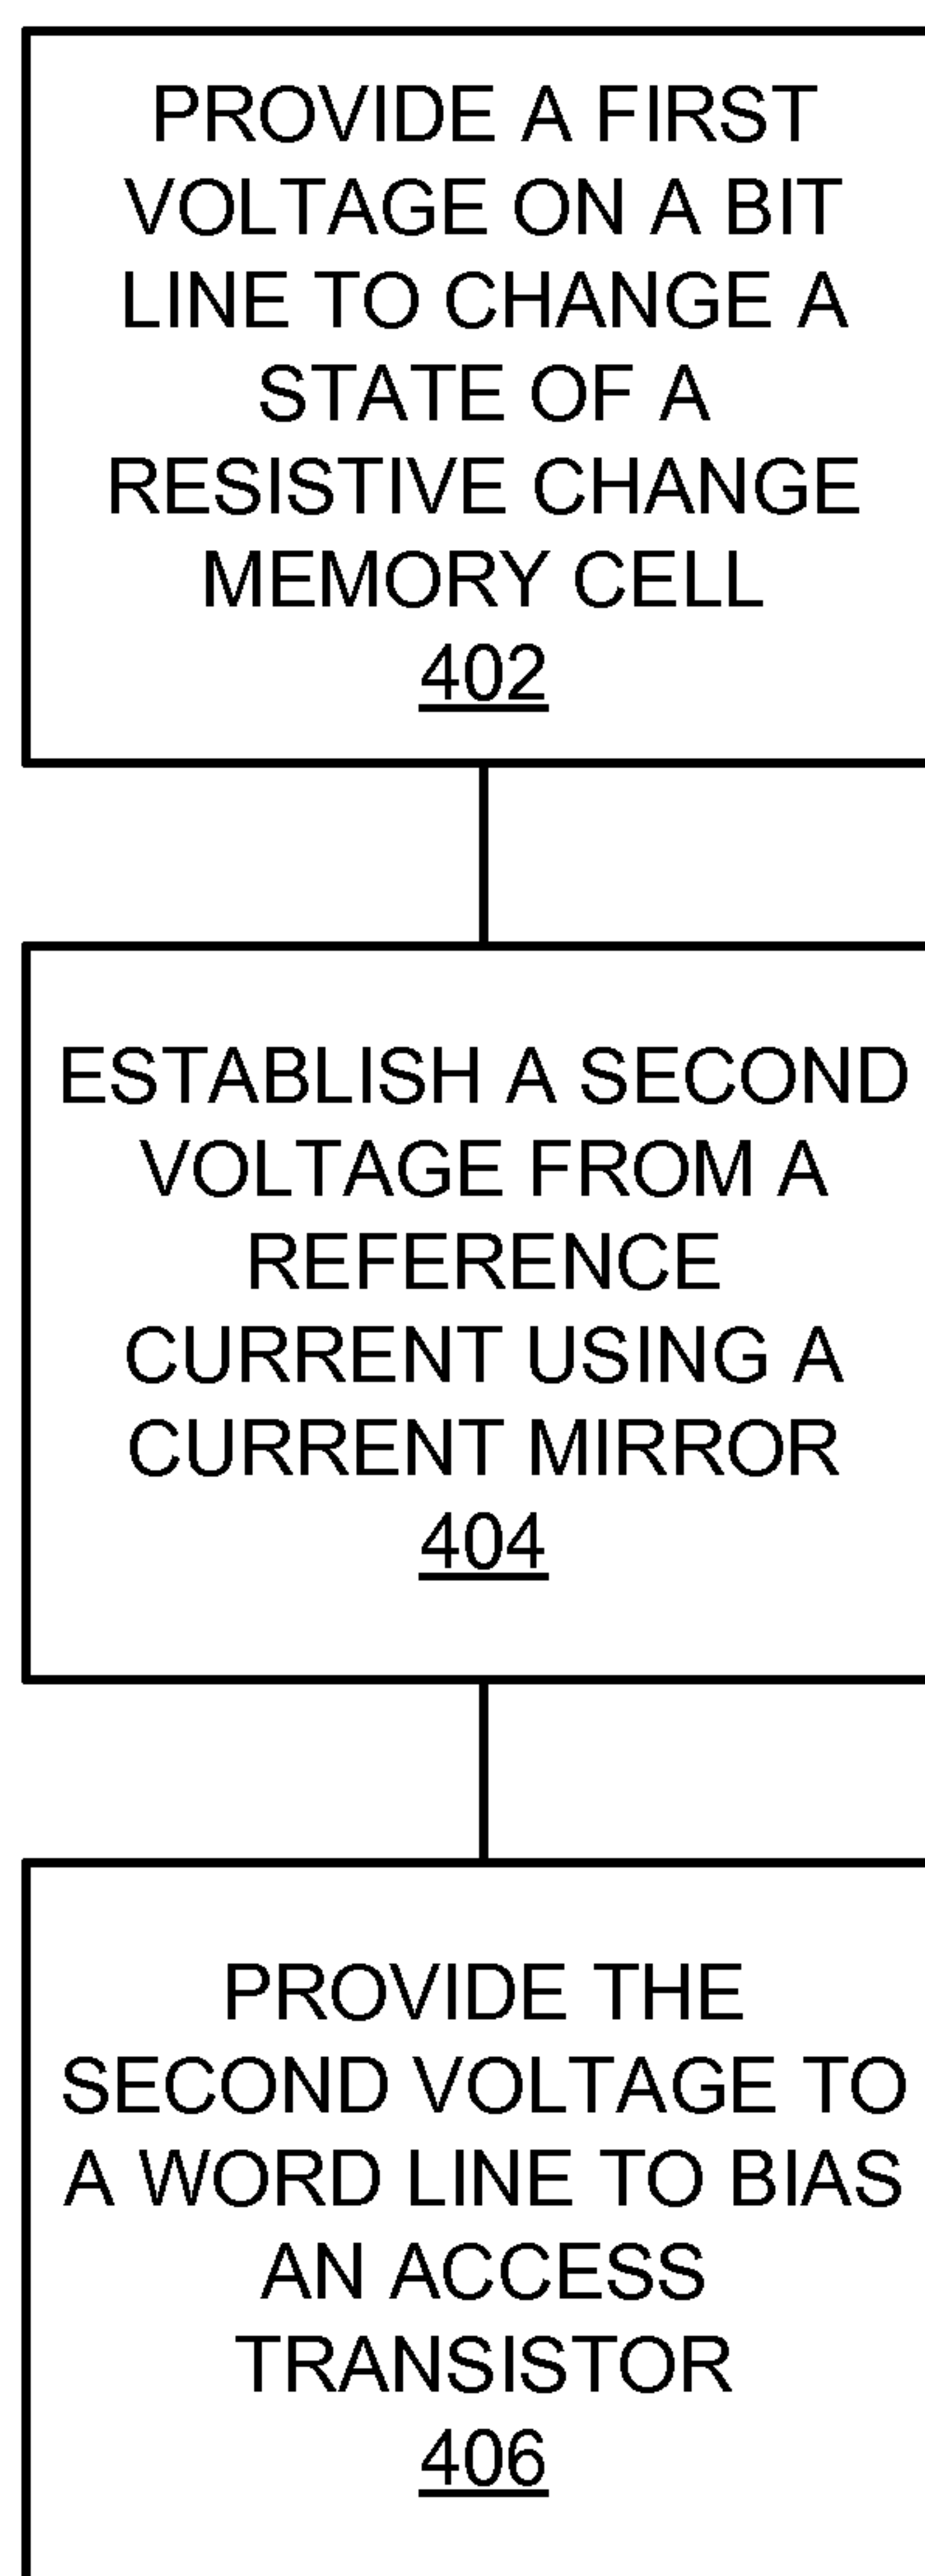 PROVIDE A FIRST
VOLTAGE ON A BIT
LINE TO CHANGE A
STATE OF A
RESISTIVE CHANGE
MEMORY CELL
402
ESTABLISH A SECOND
VOLTAGE FROM A
REFERENCE
CURRENT USING A
CURRENT MIRROR
404
PROVIDE THE
SECOND VOLTAGE TO
A WORD LINE TO BIAS
AN ACCESS
TRANSISTOR
406